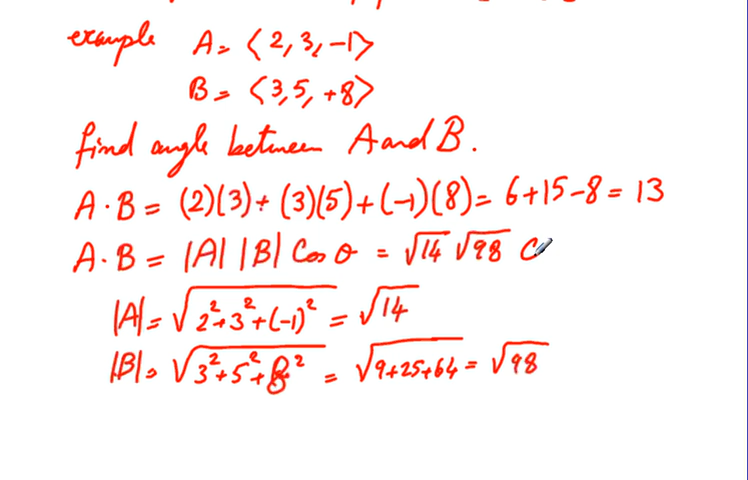 example A = ⟨2, 3, -1⟩
B = ⟨3, 5, +8⟩
find angle between A and B.
A · B = (2)(3) + (3)(5) + (-1)(8) = 6 + 15 - 8 = 13
A · B = |A| |B| Cos θ = √14 √98 C
|A| = √(2² + 3² + (-1)²) = √14
|B| = √(3² + 5² + 8²) = √(9 + 25 + 64) = √98